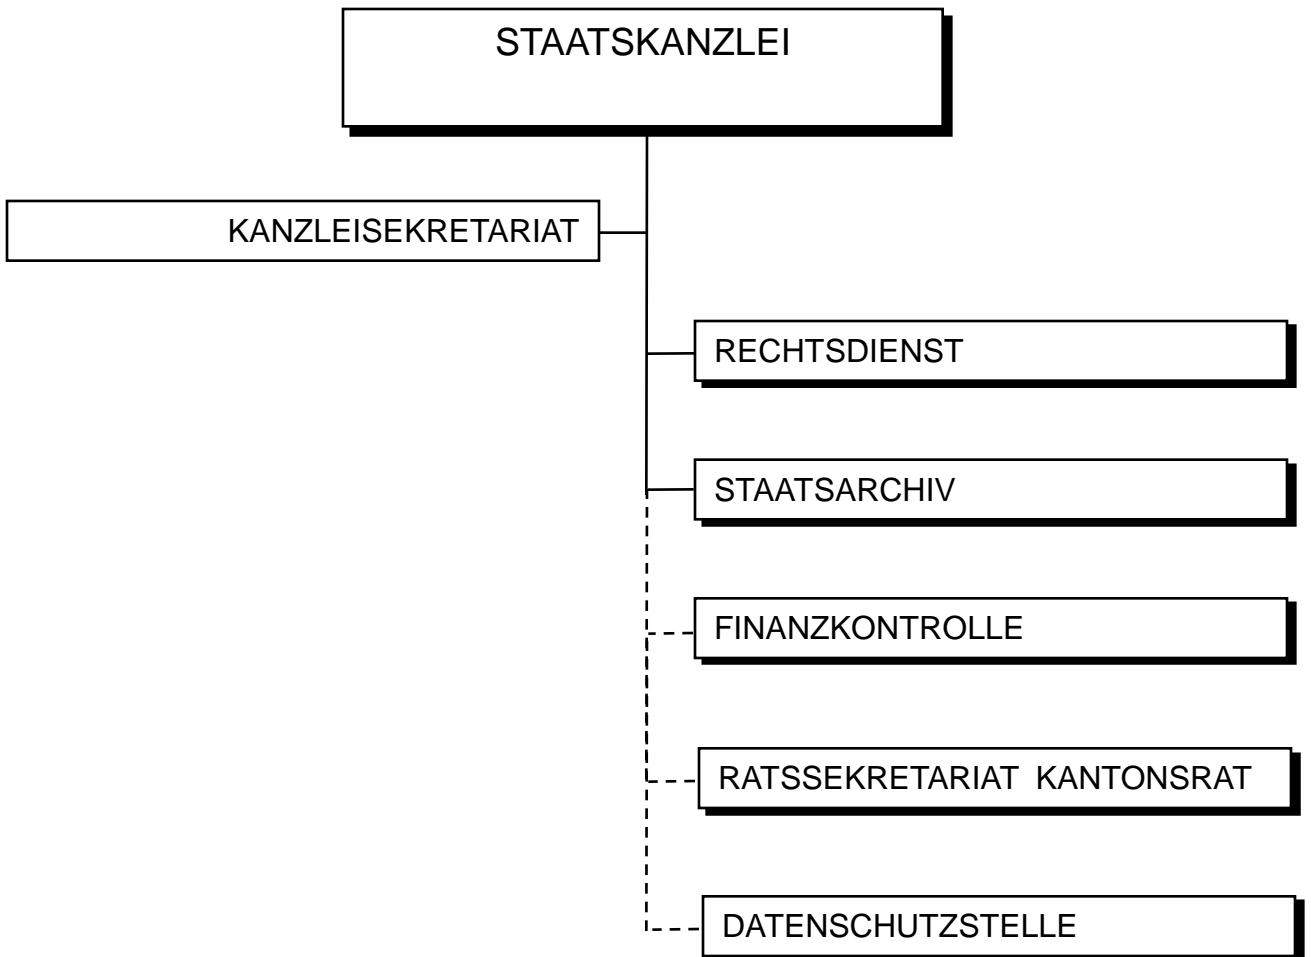 STAATSKANZLEI
KANZLEISEKRETARIAT
RECHTSDIENST
STAATSARCHIV
FINANZKONTROLLE
RATSSEKRETARIAT KANTONSRAT
DATENSCHUTZSTELLE